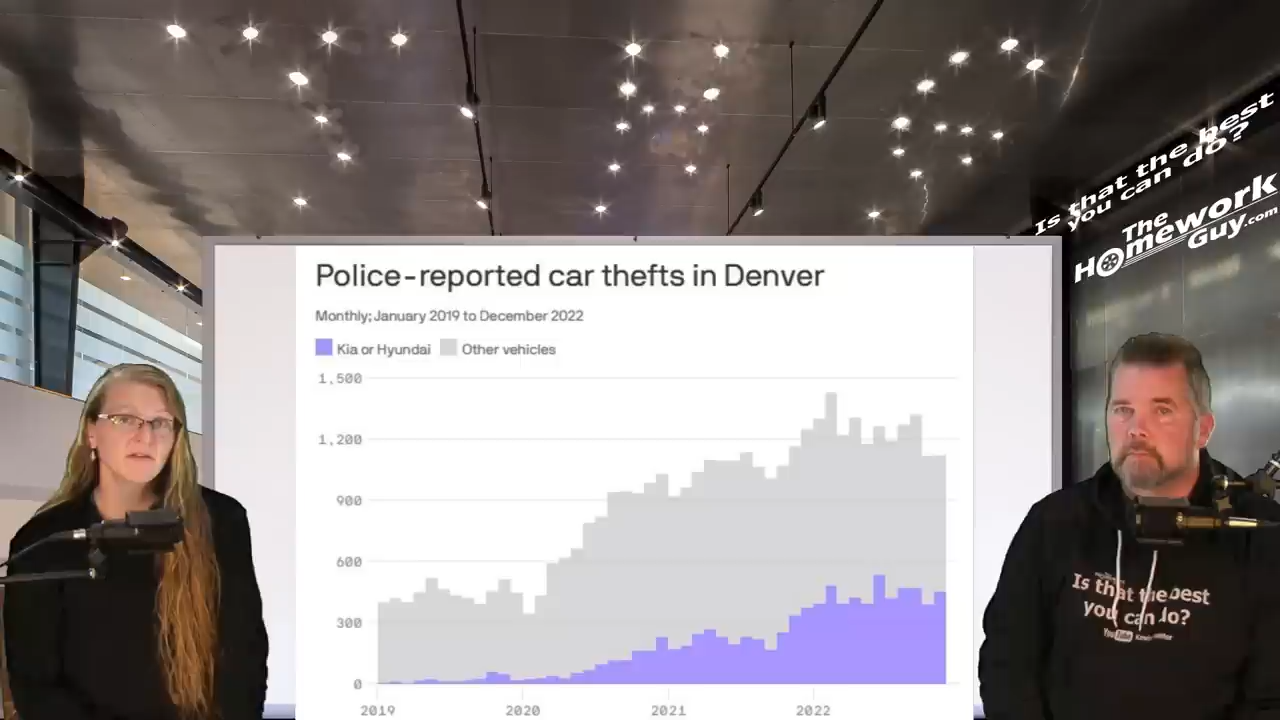 Is that the best
you can do?
The
Homework
Guy.com
Police-reported car thefts in Denver
Monthly; January 2019 to December 2022
Kia or Hyundai Other vehicles
1,500
1,200
900
600
300
0
2019 2020 2021 2022
Is that the best
you can do?
YouTube